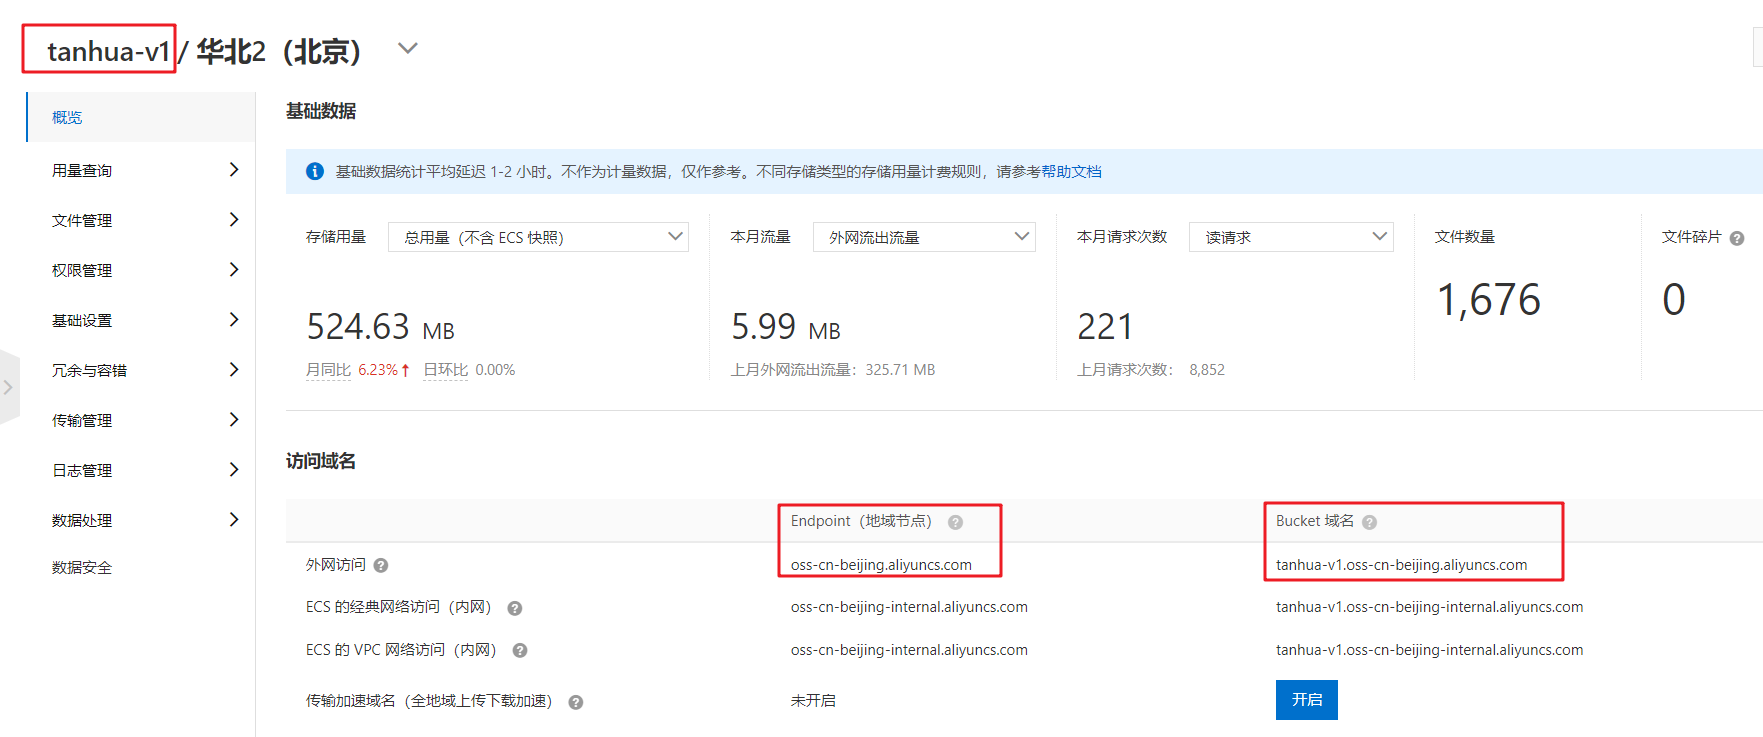 tanhua-v1 / 华北2（北京）
概览
用量查询
文件管理
权限管理
基础设置
冗余与容错
传输管理
日志管理
数据处理
数据安全
基础数据
基础数据统计平均延迟 1-2 小时。不作为计量数据，仅作参考。不同存储类型的存储用量计费规则，请参考帮助文档
存储用量 总用量（不含 ECS 快照）
524.63 MB
月同比 6.23%↑ 日环比 0.00%
本月流量 外网流出流量
5.99 MB
上月外网流出流量： 325.71 MB
本月请求次数 读请求
221
上月请求次数： 8,852
文件数量
1,676
文件碎片 ?
0
访问域名
Endpoint（地域节点） ? Bucket 域名 ?
外网访问 ? oss-cn-beijing.aliyuncs.com tanhua-v1.oss-cn-beijing.aliyuncs.com
ECS 的经典网络访问（内网） ? oss-cn-beijing-internal.aliyuncs.com tanhua-v1.oss-cn-beijing-internal.aliyuncs.com
ECS 的 VPC 网络访问（内网） ? oss-cn-beijing-internal.aliyuncs.com tanhua-v1.oss-cn-beijing-internal.aliyuncs.com
传输加速域名（全地域上传下载加速） ? 未开启 开启